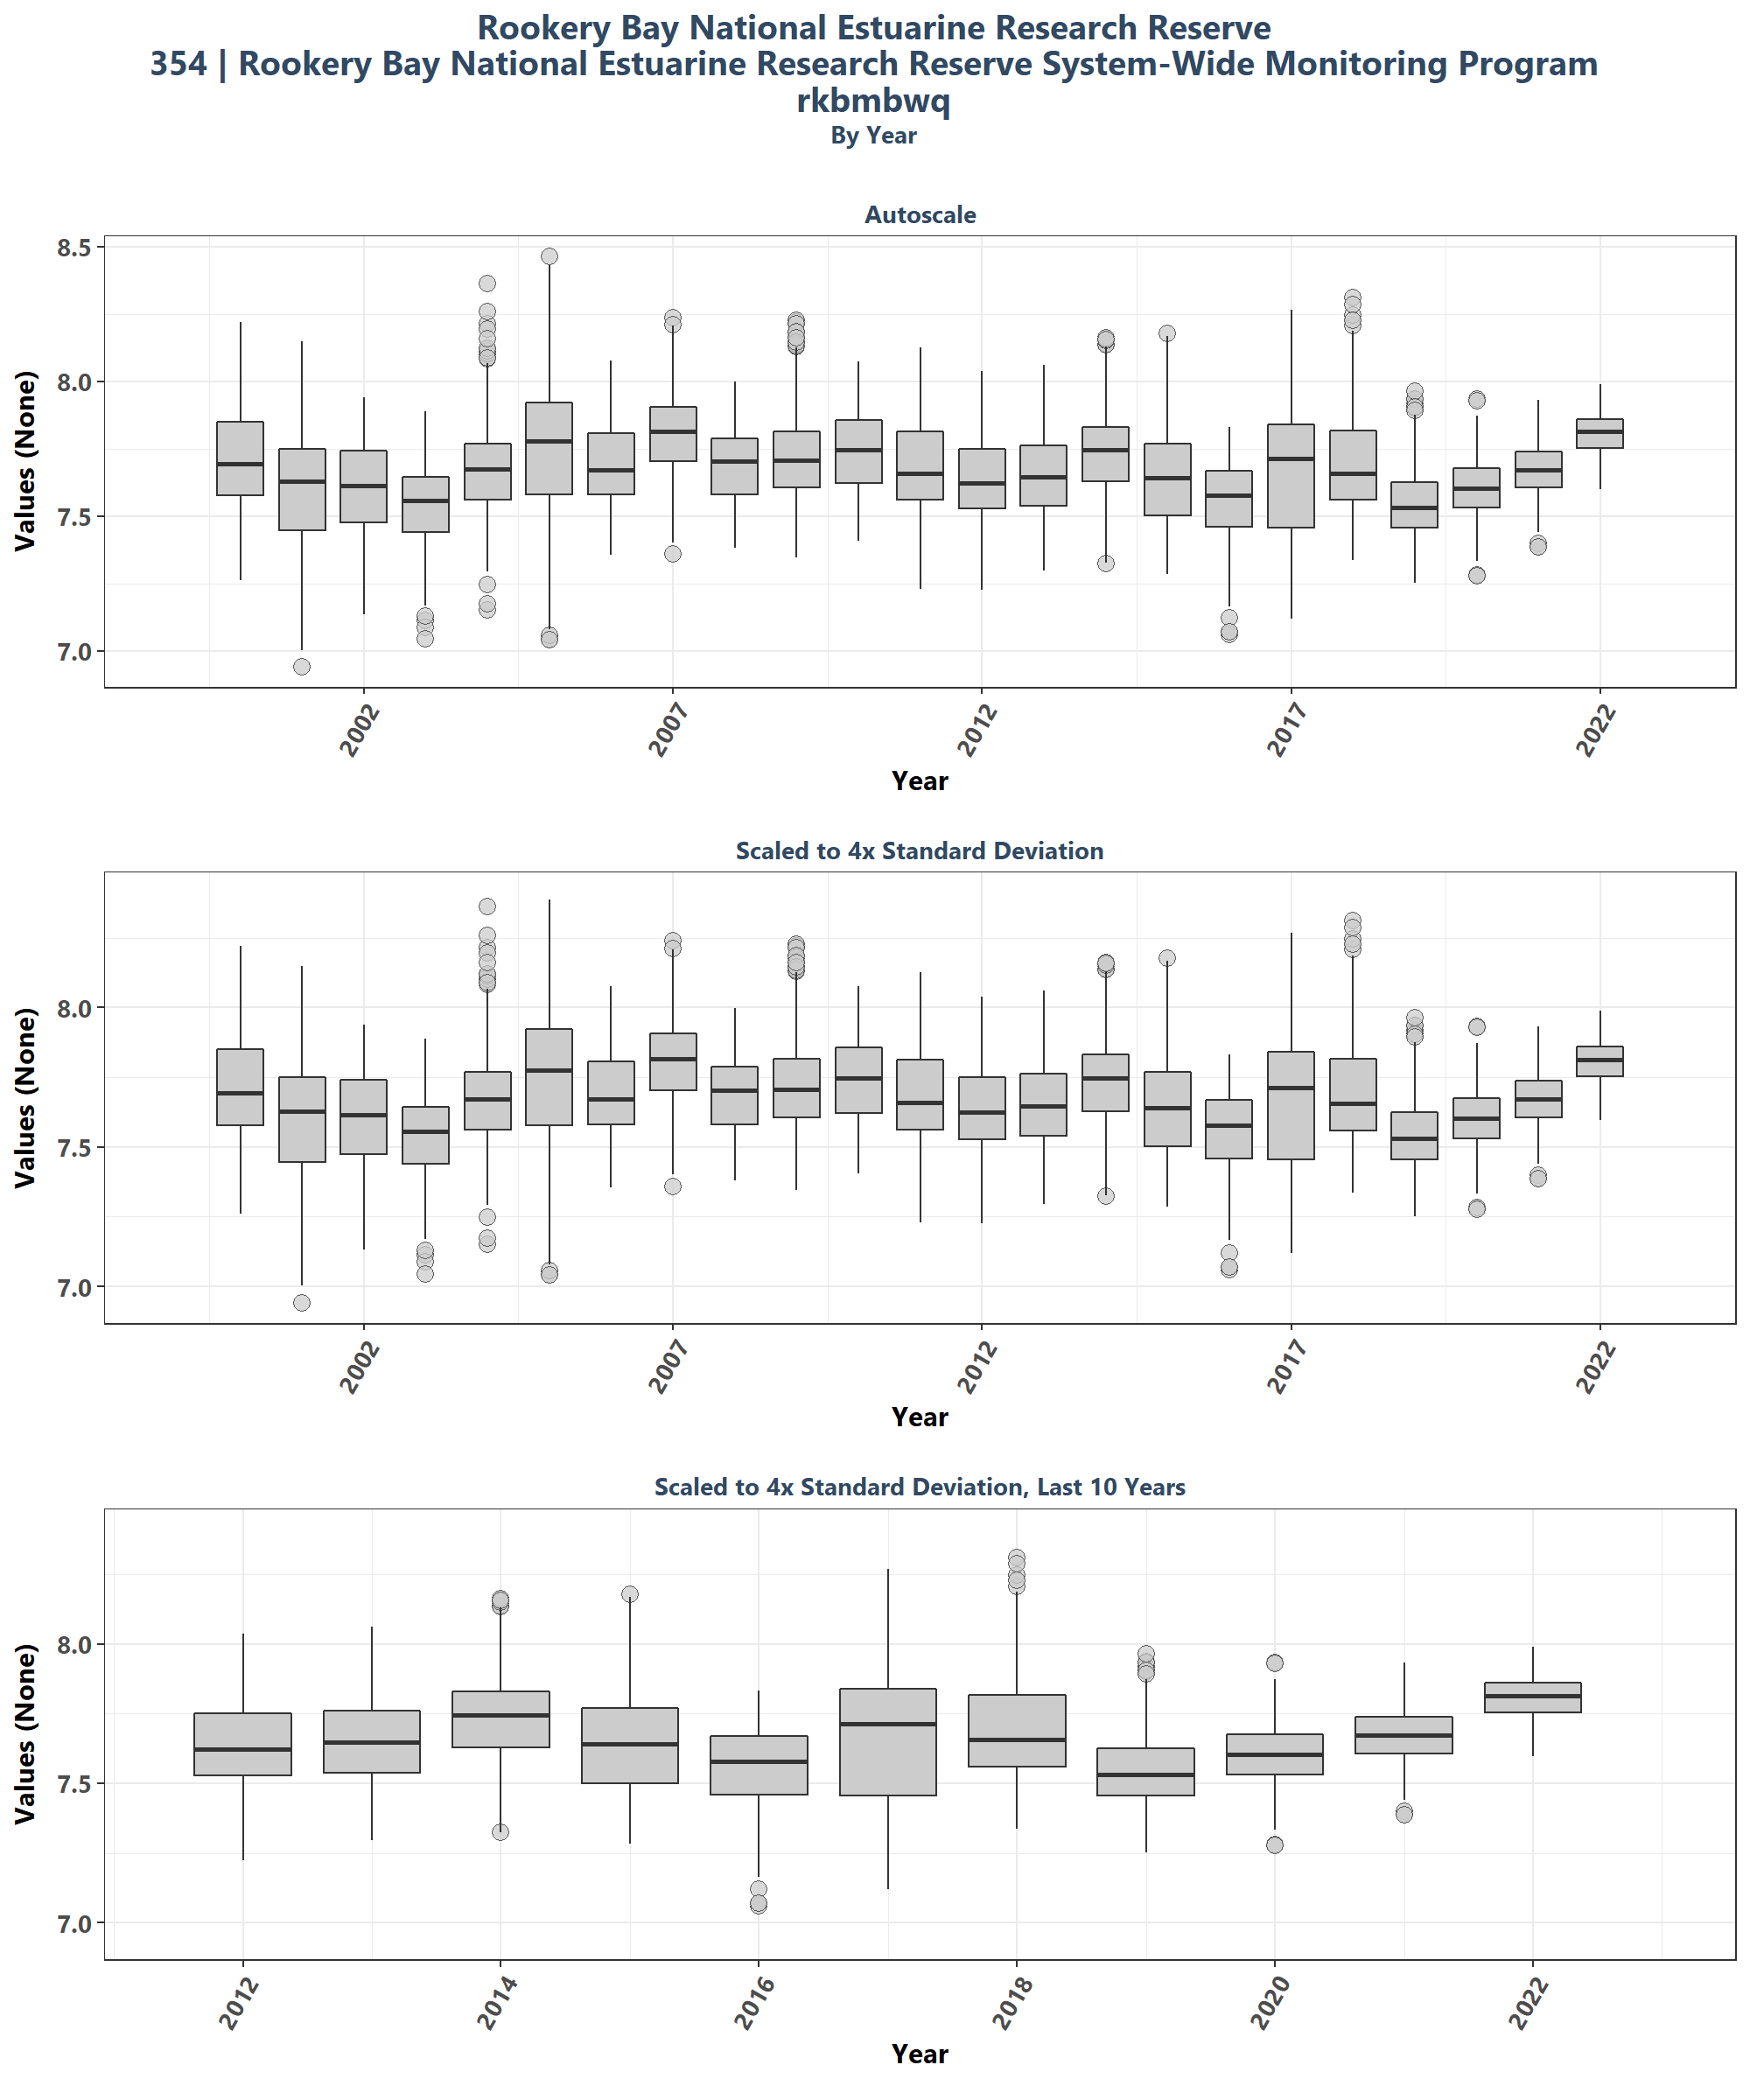 Rookery Bay National Estuarine Research Reserve
354 | Rookery Bay National Estuarine Research Reserve System-Wide Monitoring Program
rkbmbwq
By Year
Autoscale
Values (None)
8.5
8.0
7.5
7.0
2002 2007 2012 2017 2022
Year
Scaled to 4x Standard Deviation
Values (None)
8.0
7.5
7.0
2002 2007 2012 2017 2022
Year
Scaled to 4x Standard Deviation, Last 10 Years
Values (None)
8.0
7.5
7.0
2012 2014 2016 2018 2020 2022
Year